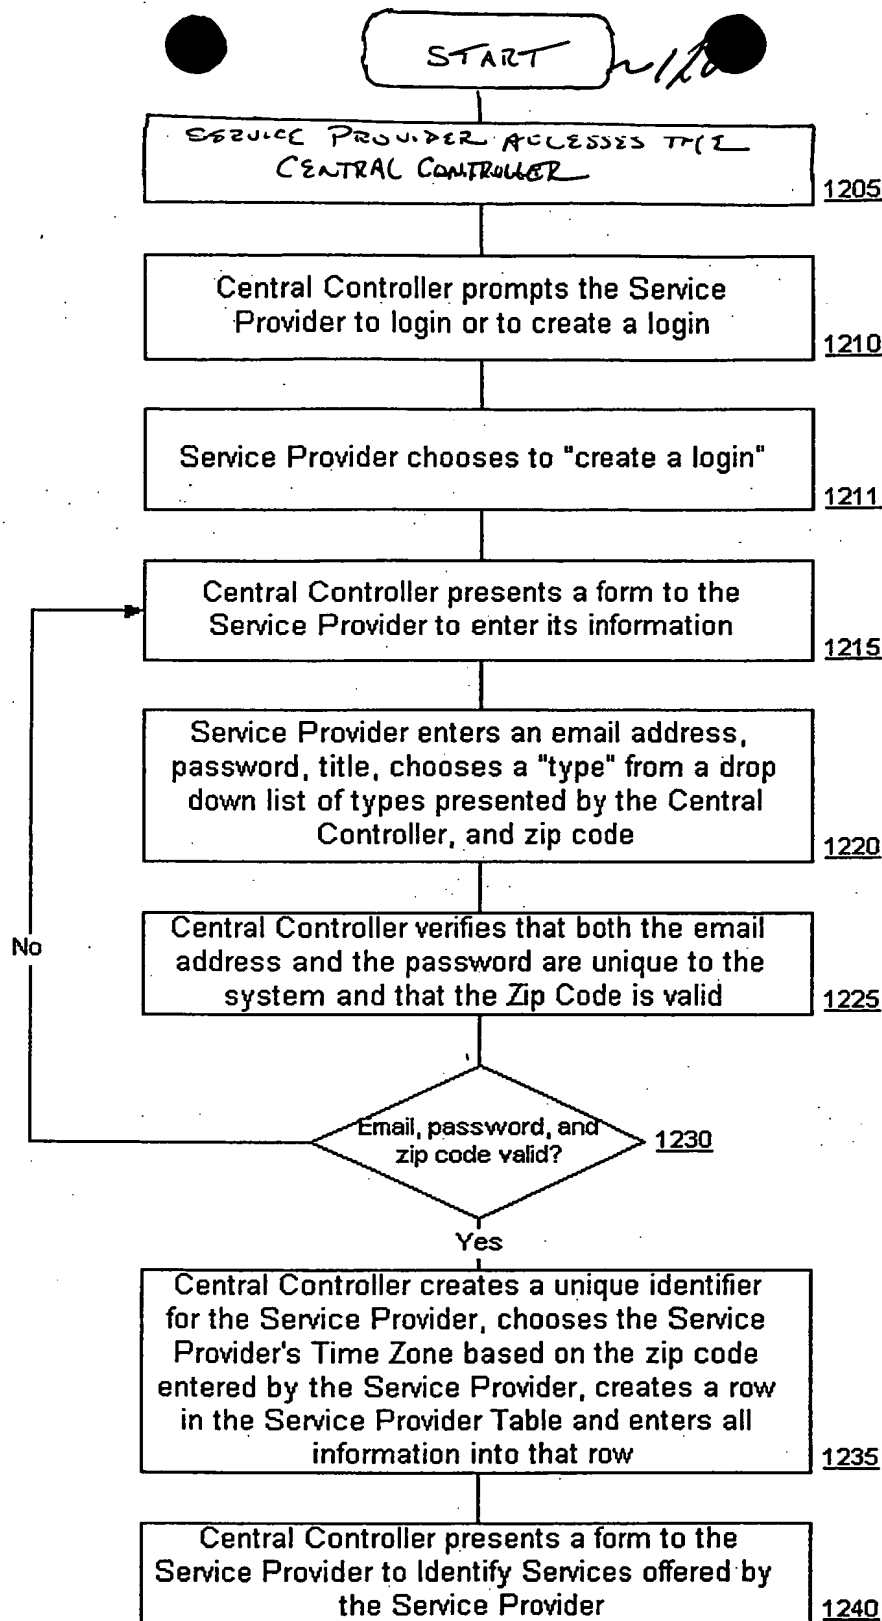 START
SERVICE PROVIDER ACCESSES THE
CENTRAL CONTROLLER
1205
Central Controller prompts the Service
Provider to login or to create a login
1210
Service Provider chooses to "create a login"
1211
Central Controller presents a form to the
Service Provider to enter its information
1215
Service Provider enters an email address,
password, title, chooses a "type" from a drop
down list of types presented by the Central
Controller, and zip code
1220
No
Central Controller verifies that both the email
address and the password are unique to the
system and that the Zip Code is valid
1225
Email, password, and
zip code valid?
1230
Yes
Central Controller creates a unique identifier
for the Service Provider, chooses the Service
Provider's Time Zone based on the zip code
entered by the Service Provider, creates a row
in the Service Provider Table and enters all
information into that row
1235
Central Controller presents a form to the
Service Provider to Identify Services offered by
the Service Provider
1240